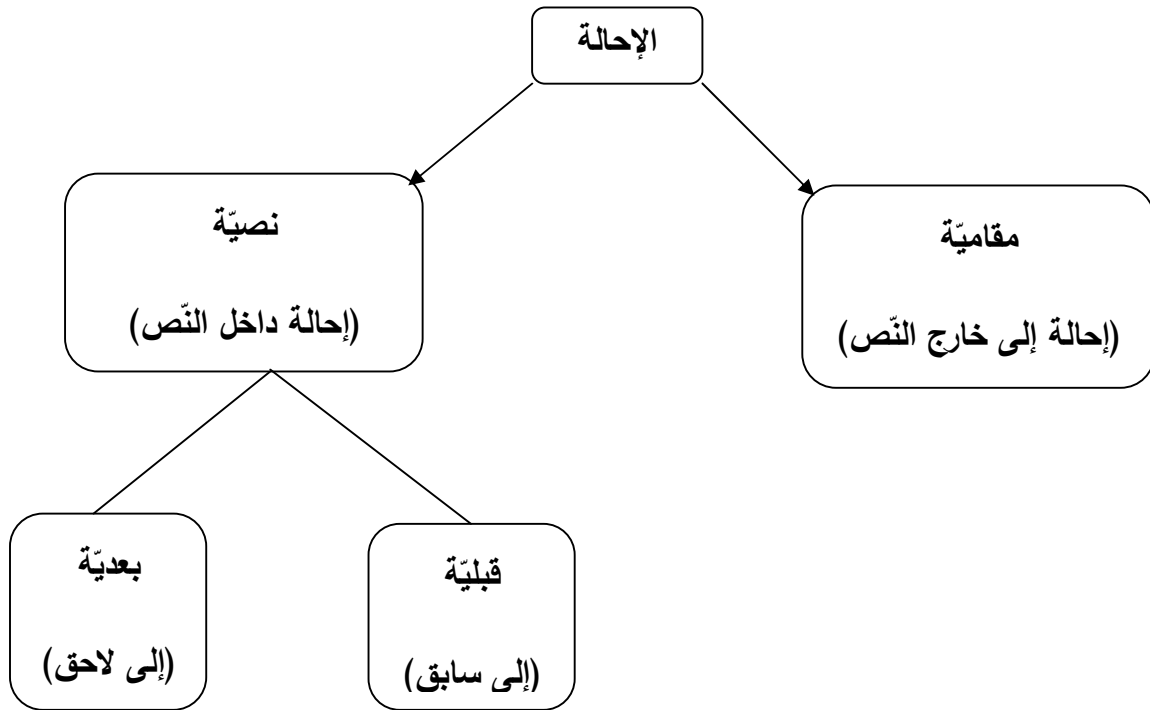 الإحالة
مقاميّة
(إحالة إلى خارج النّص)
نصيّة
(إحالة داخل النّص)
قبليّة
(إلى سابق)
بعديّة
(إلى لاحق)